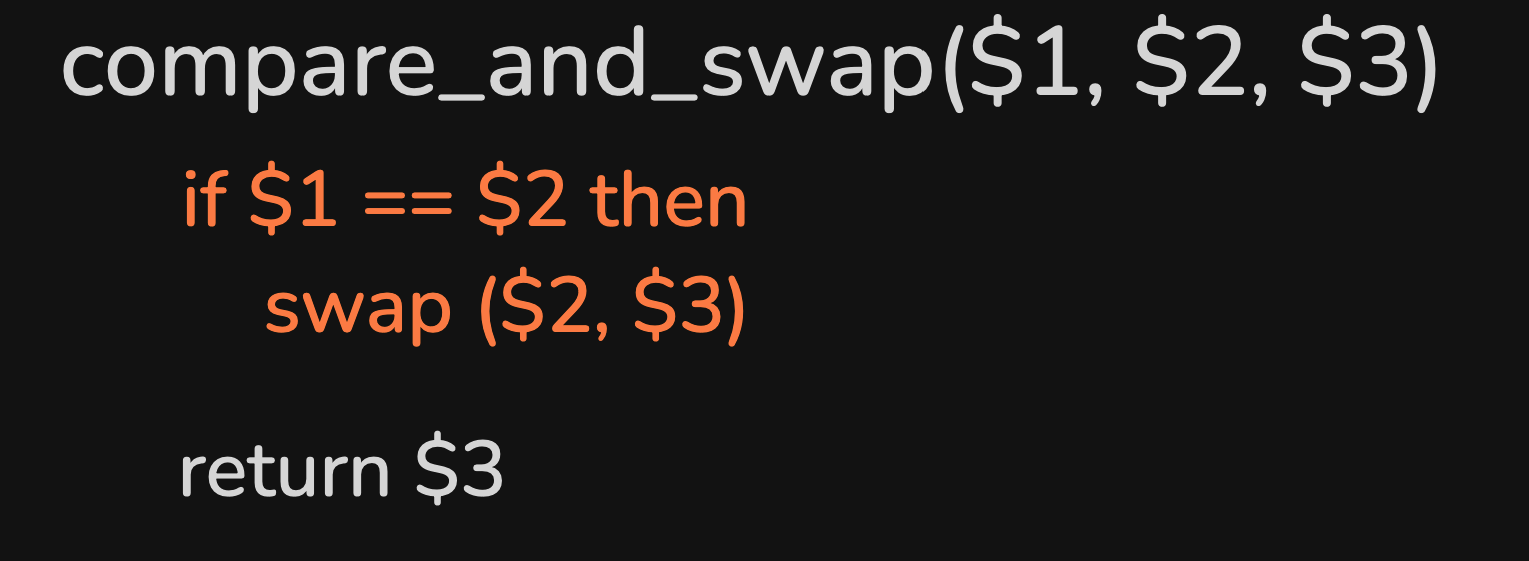 compare_and_swap($1, $2, $3)
if $1 == $2 then
swap ($2, $3)
return $3